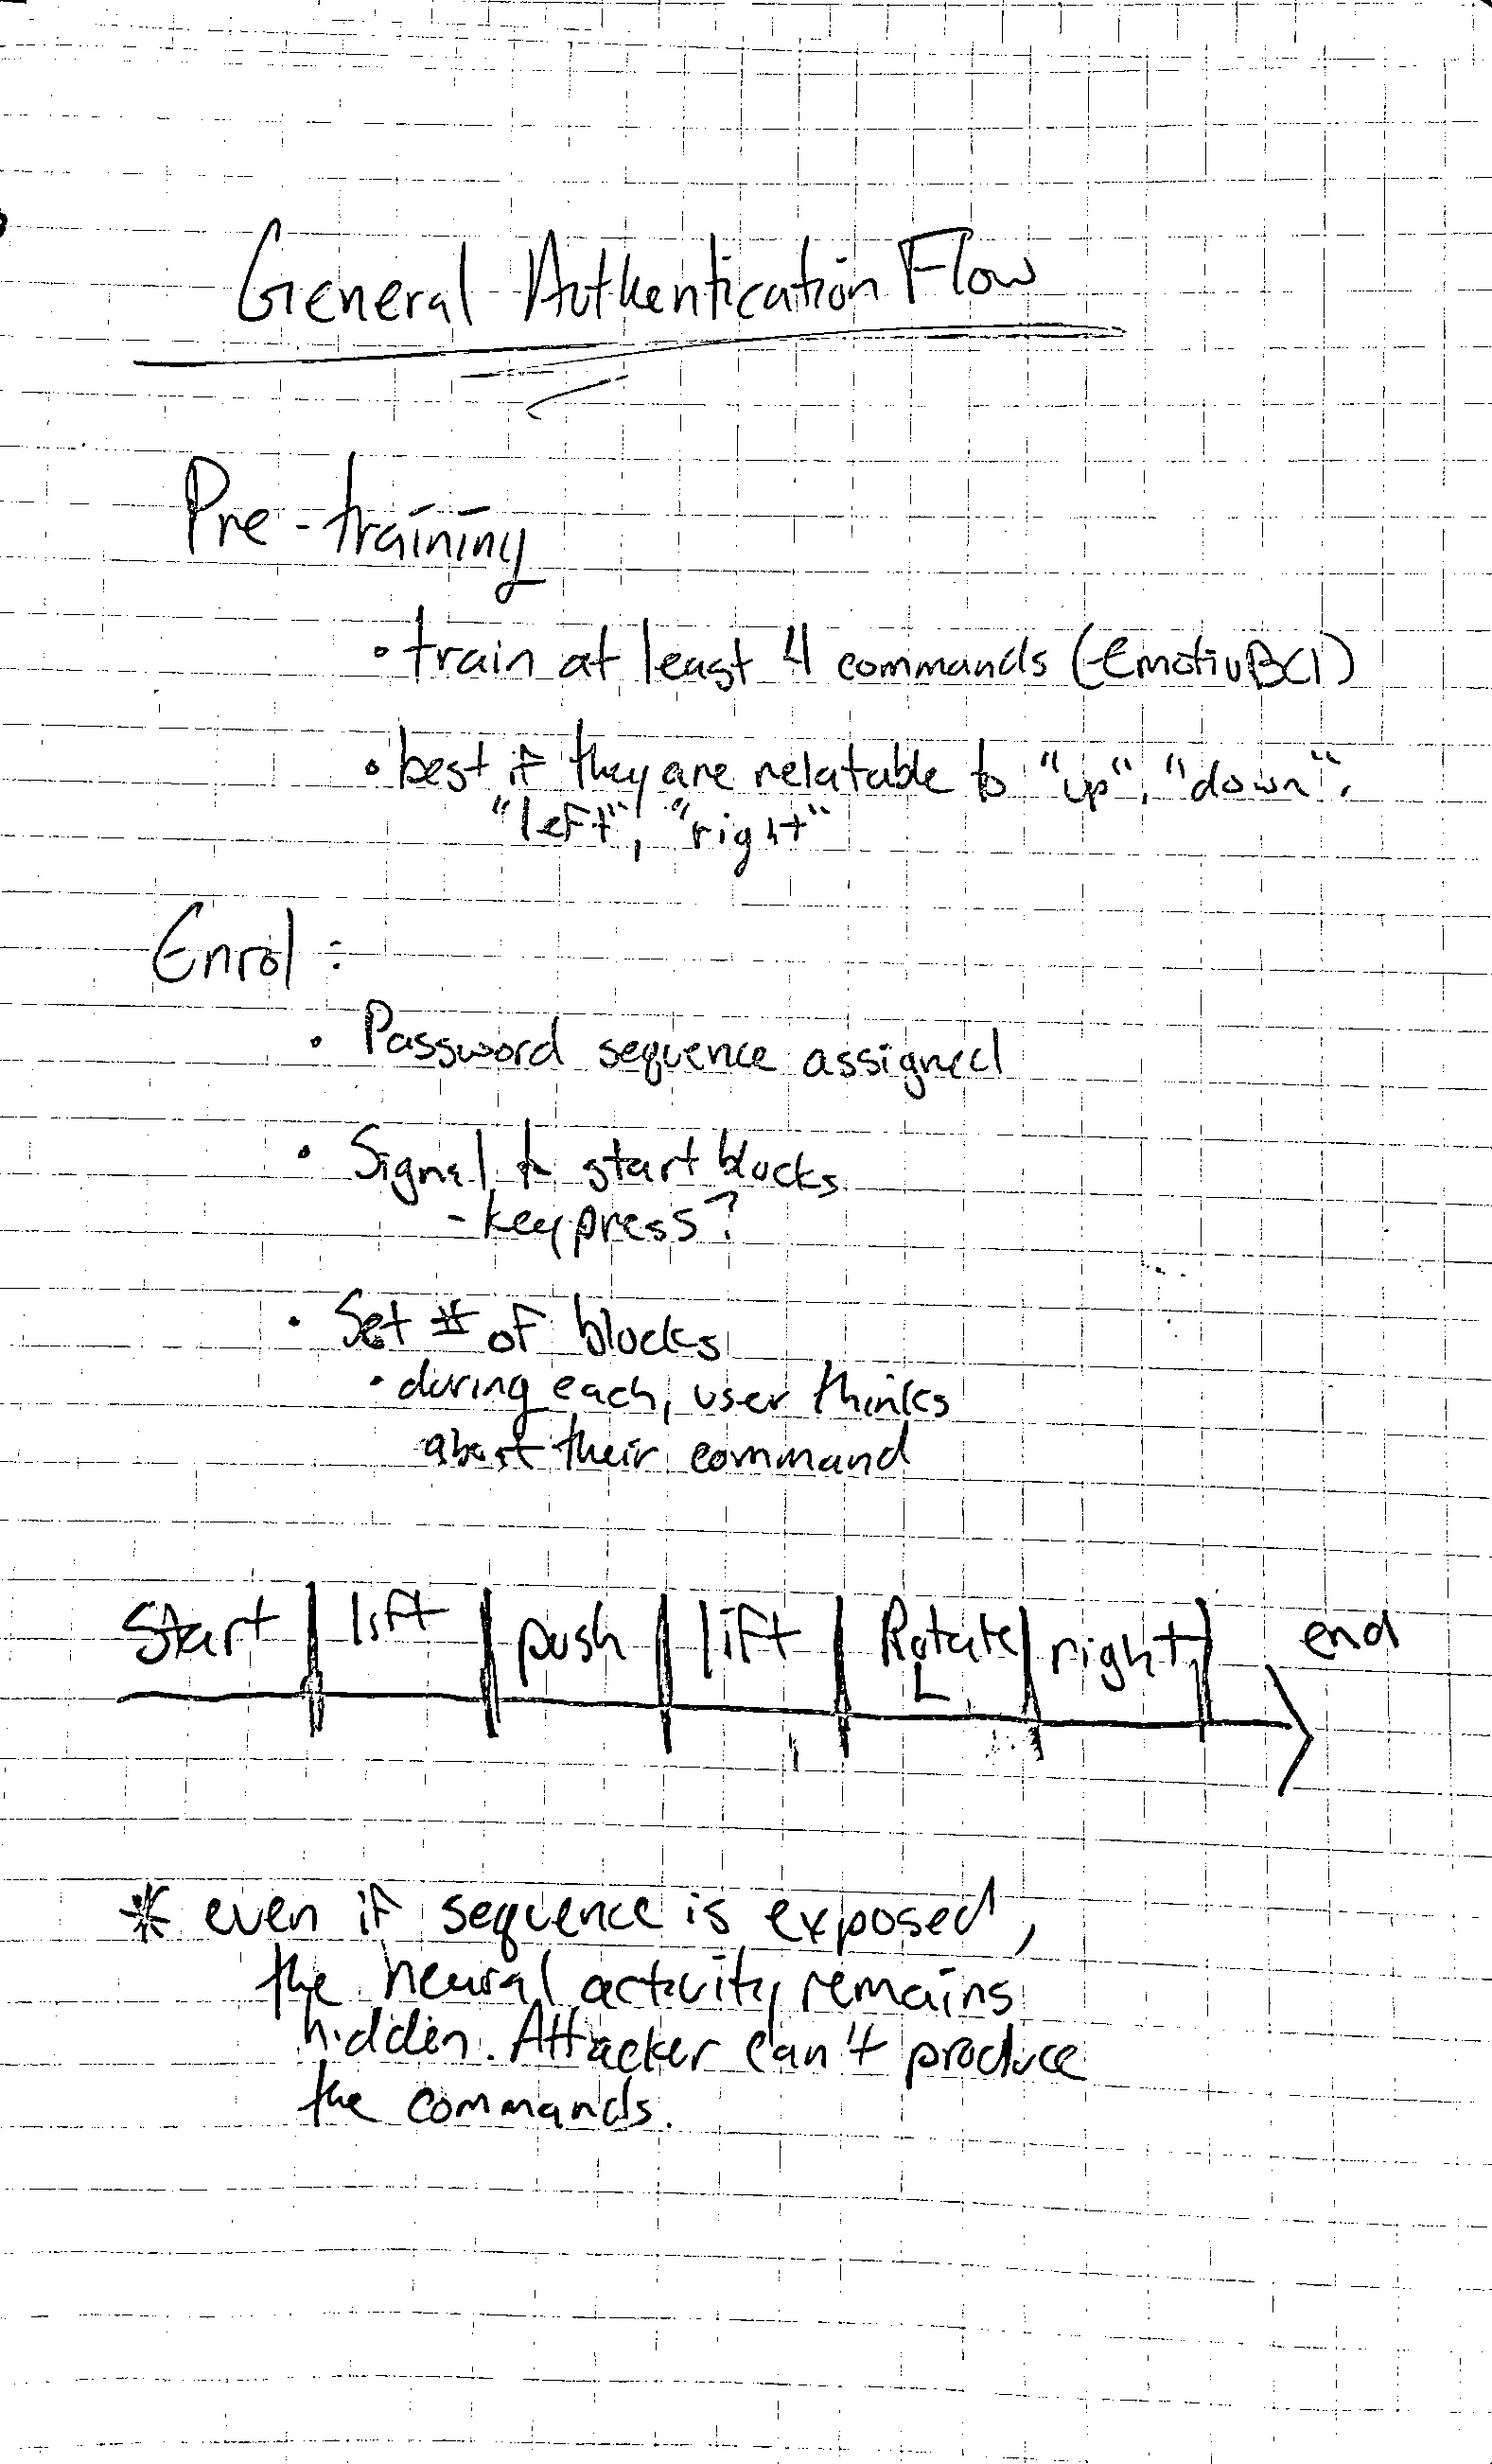 General Authentication Flow
Pre-training
• train at least 4 commands (EmotivBCI)
• best if they are relatable to "up", "down",
"left", "right"
Enrol:
• Password sequence assigned
• Signal to start blocks
- keypress?
• Set # of blocks
• during each, user thinks
about their command
Start | lift | push | lift | Rotate | right | end
L
* even if sequence is exposed,
the neural activity remains
hidden. Attacker can't produce
the commands.